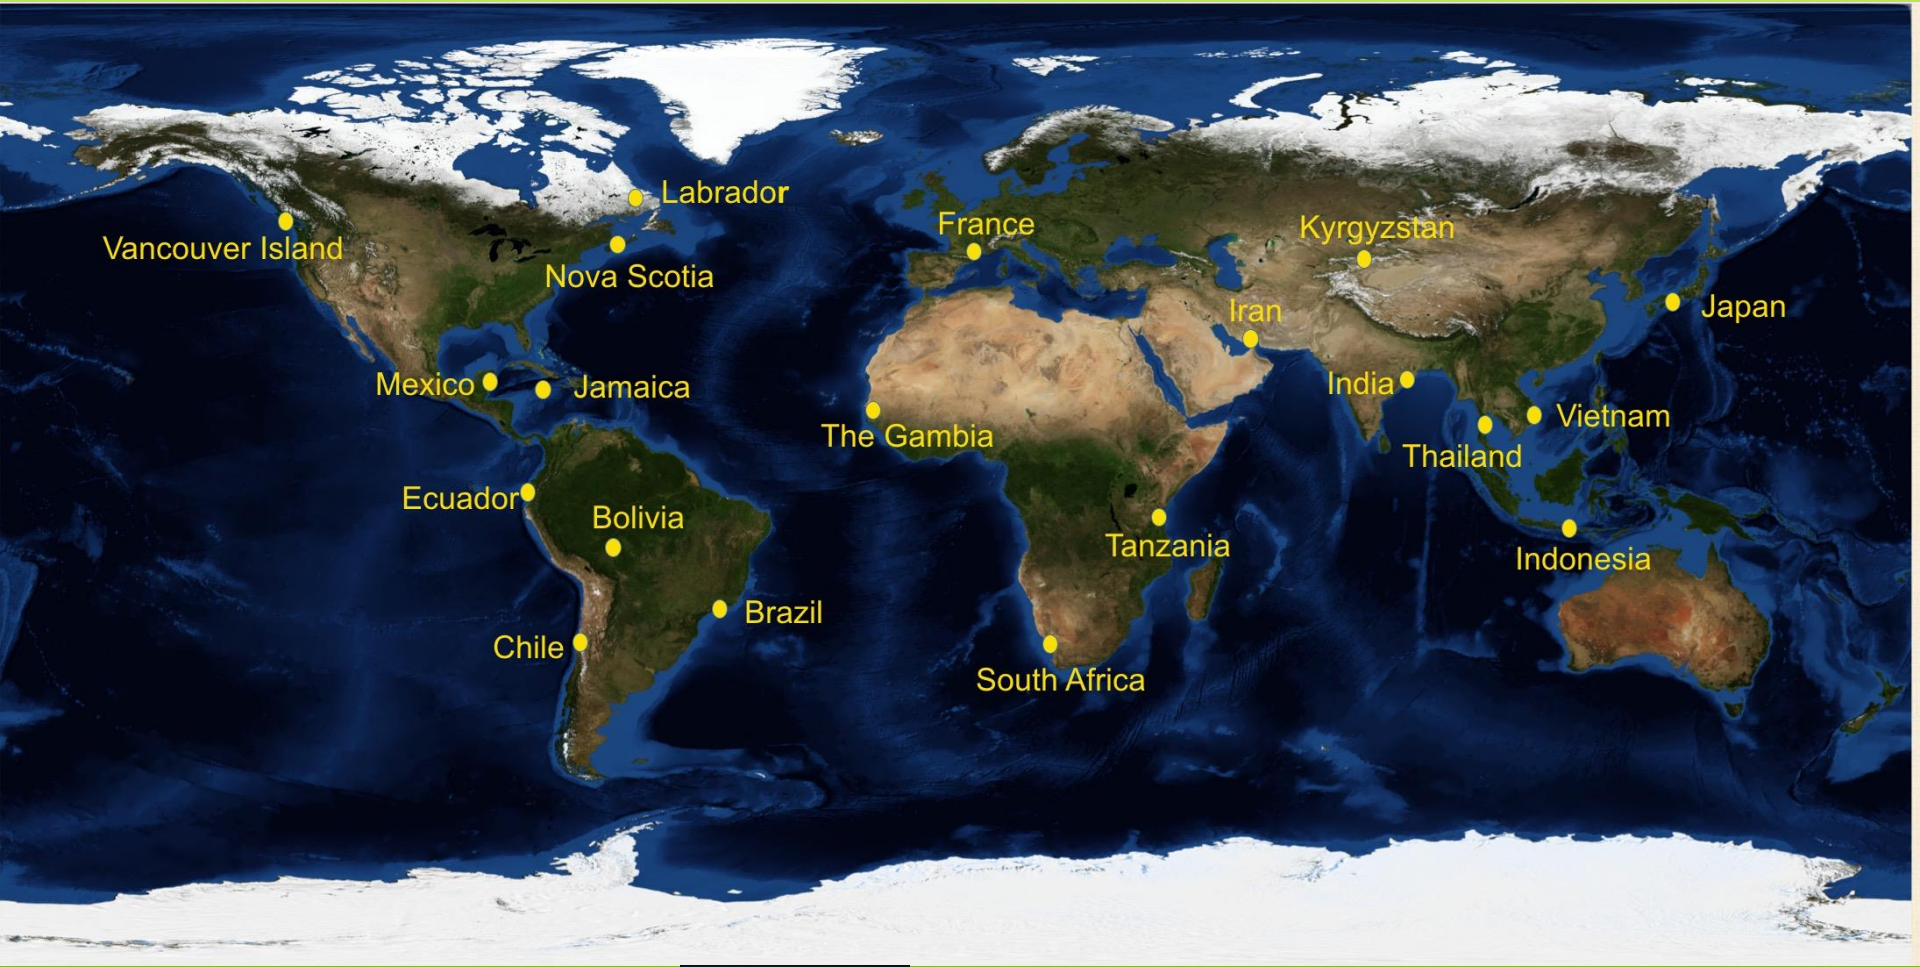 Labrador
France
Kyrgyzstan
Vancouver Island
Nova Scotia
Iran
Japan
Mexico
Jamaica
India
The Gambia
Vietnam
Thailand
Ecuador
Bolivia
Tanzania
Indonesia
Brazil
Chile
South Africa